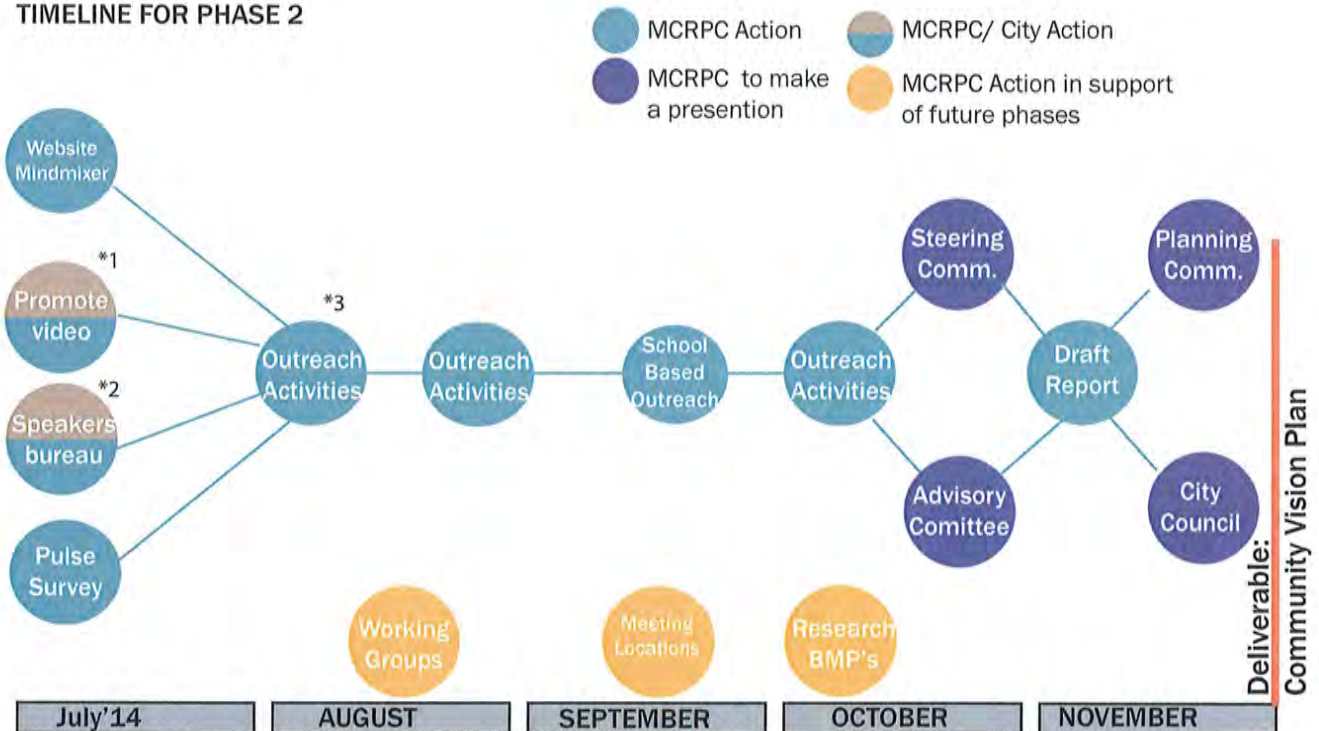 TIMELINE FOR PHASE 2
MCRPC Action
MCRPC/ City Action
MCRPC to make
a presention
MCRPC Action in support
of future phases
Website
Mindmixer
*1
Promote
video
*2
Speakers
bureau
Pulse
Survey
*3
Outreach
Activities
Outreach
Activities
School
Based
Outreach
Outreach
Activities
Steering
Comm.
Advisory
Comittee
Draft
Report
Planning
Comm.
City
Council
Deliverable:
Community Vision Plan
Working
Groups
Meeting
Locations
Research
BMP's
July'14
AUGUST
SEPTEMBER
OCTOBER
NOVEMBER